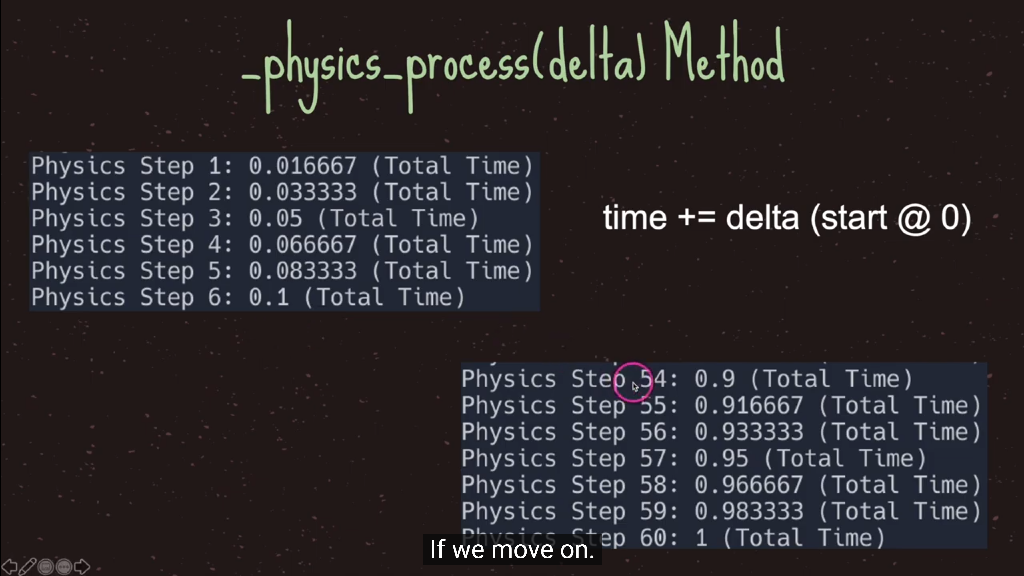 _physics_process(delta) Method
Physics Step 1: 0.016667 (Total Time)
Physics Step 2: 0.033333 (Total Time)
Physics Step 3: 0.05 (Total Time)
Physics Step 4: 0.066667 (Total Time)
Physics Step 5: 0.083333 (Total Time)
Physics Step 6: 0.1 (Total Time)
time += delta (start @ 0)
Physics Step 54: 0.9 (Total Time)
Physics Step 55: 0.916667 (Total Time)
Physics Step 56: 0.933333 (Total Time)
Physics Step 57: 0.95 (Total Time)
Physics Step 58: 0.966667 (Total Time)
Physics Step 59: 0.983333 (Total Time)
Physics Step 60: 1 (Total Time)
If we move on.